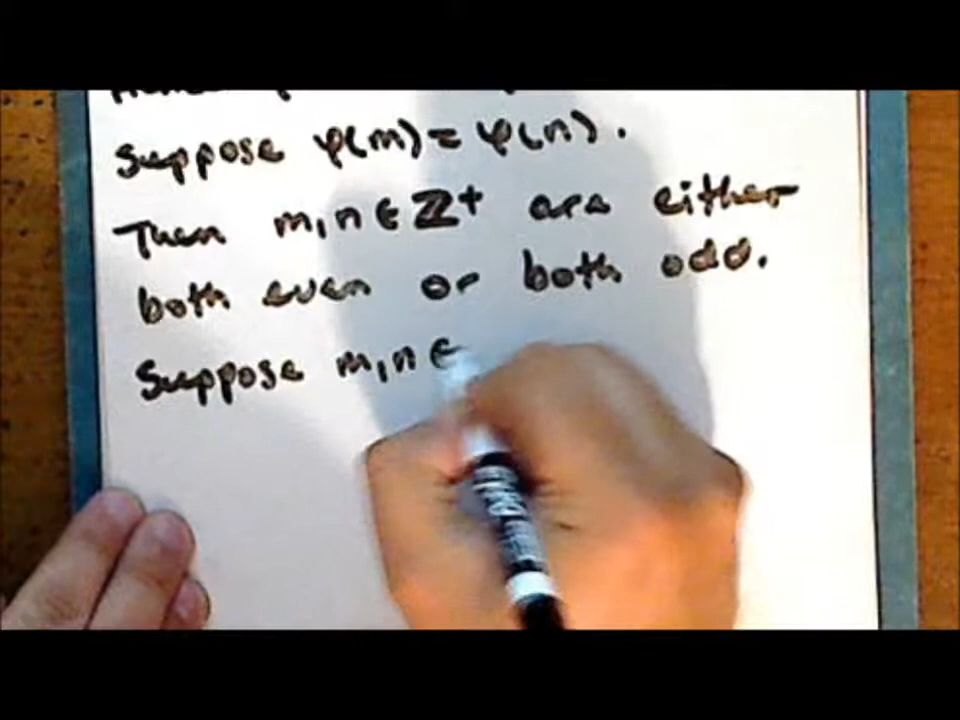 Suppose φ(m) = φ(n).
Then m,n ∈ ℤ+ are either
both even or both odd.
Suppose m,n ∈